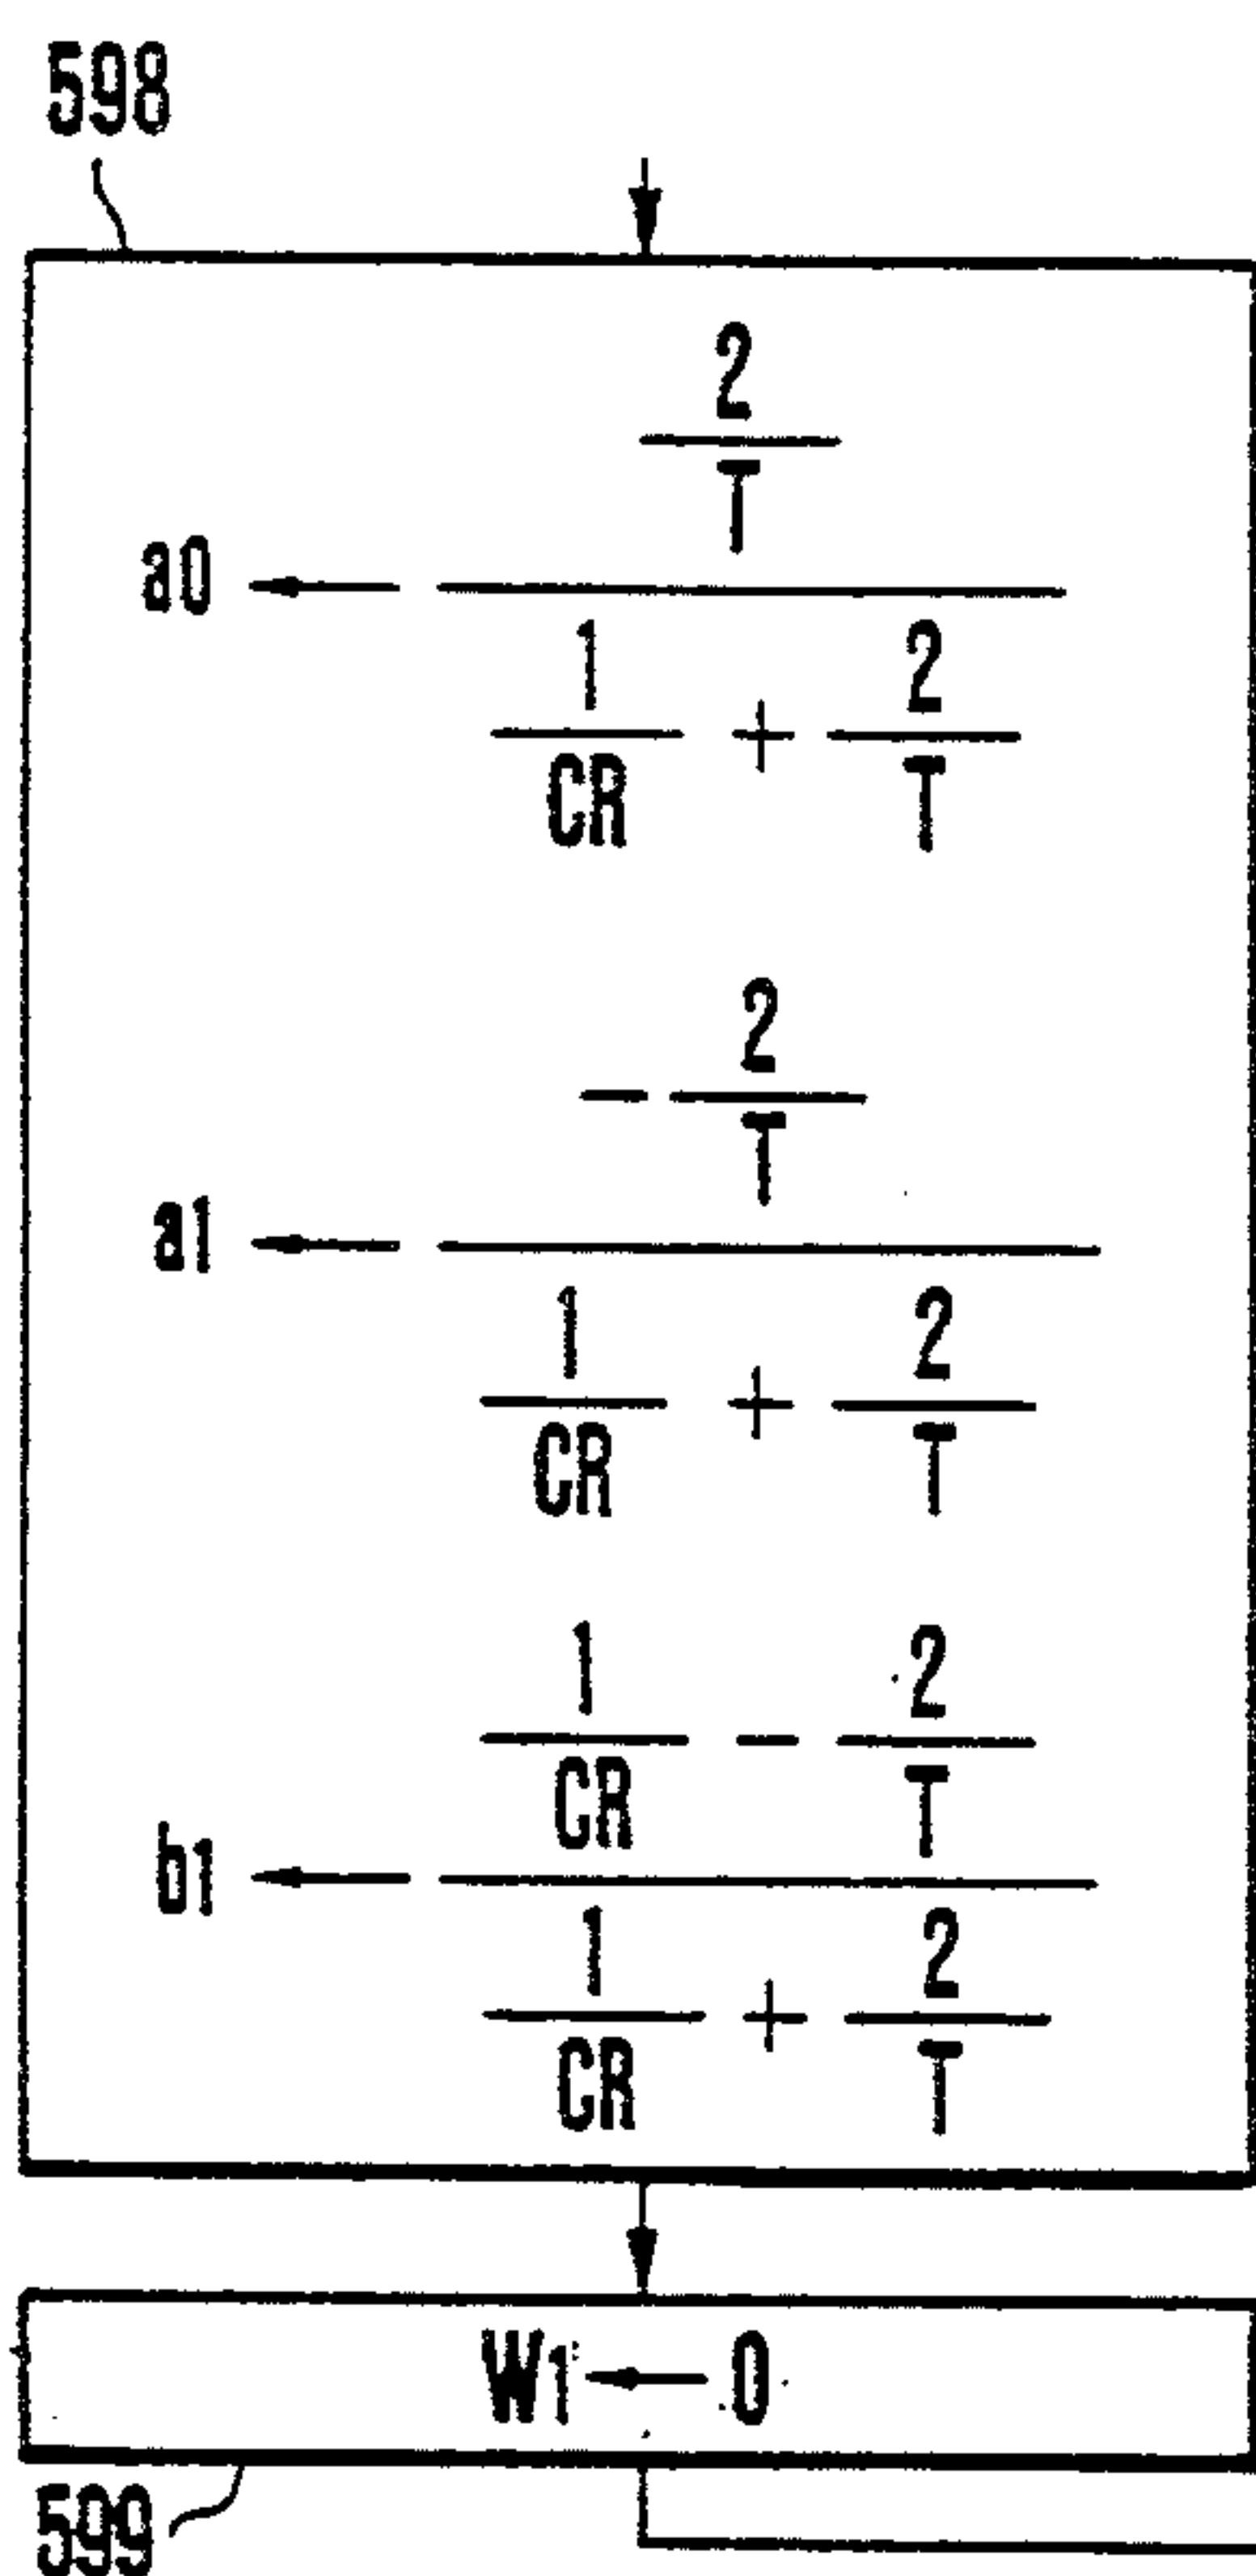 598
2
T
a0 ←
1 2
CR + T
- 2
T
a1 ←
1 2
CR + T
1 2
CR - T
b1 ←
1 2
CR + T
W1 ← 0
599